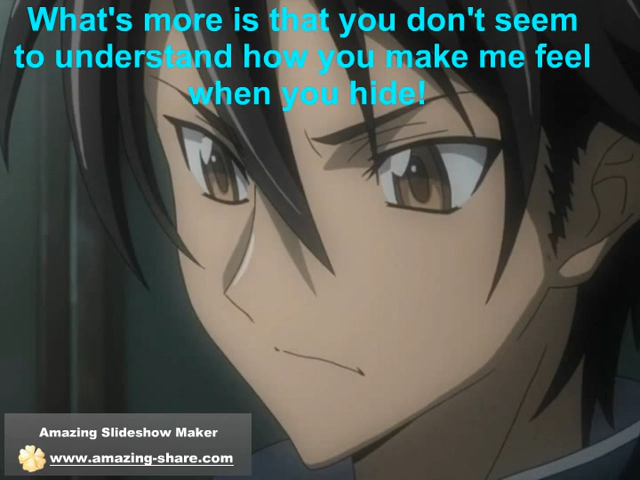 What's more is that you don't seem
to understand how you make me feel
when you hide!
Amazing Slideshow Maker
www.amazing-share.com